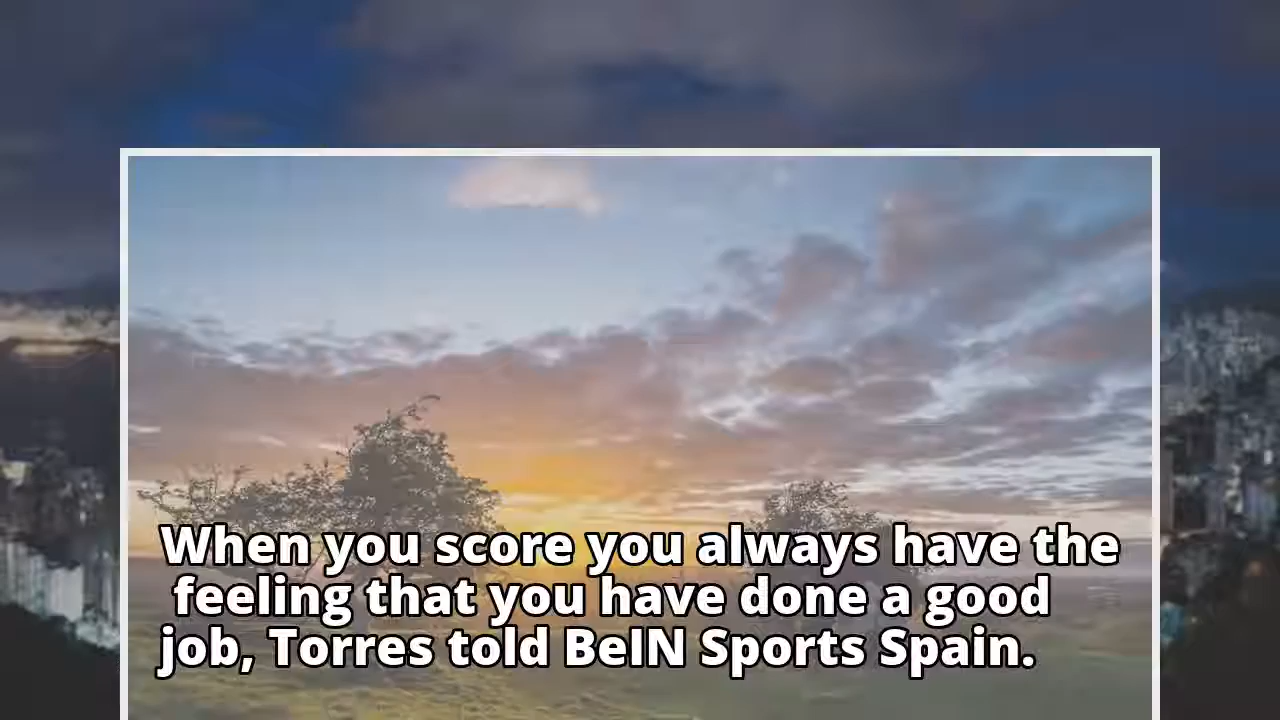 When you score you always have the
feeling that you have done a good
job, Torres told BeIN Sports Spain.